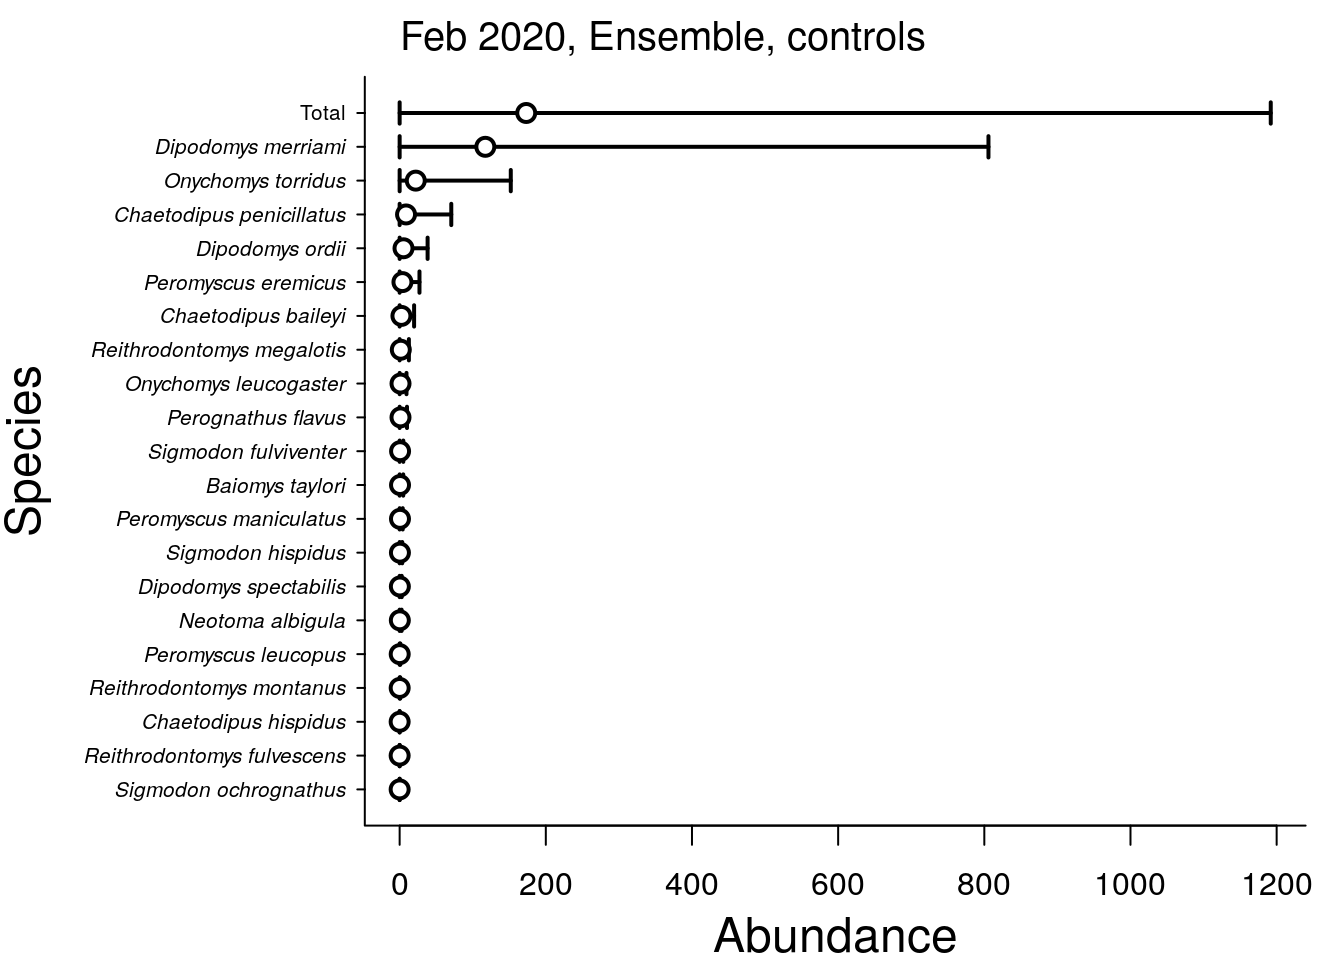 Feb 2020, Ensemble, controls
Species
Total
Dipodomys merriami
Onychomys torridus
Chaetodipus penicillatus
Dipodomys ordii
Peromyscus eremicus
Chaetodipus baileyi
Reithrodontomys megalotis
Onychomys leucogaster
Perognathus flavus
Sigmodon fulviventer
Baiomys taylori
Peromyscus maniculatus
Sigmodon hispidus
Dipodomys spectabilis
Neotoma albigula
Peromyscus leucopus
Reithrodontomys montanus
Chaetodipus hispidus
Reithrodontomys fulvescens
Sigmodon ochrognathus
0 200 400 600 800 1000 1200
Abundance